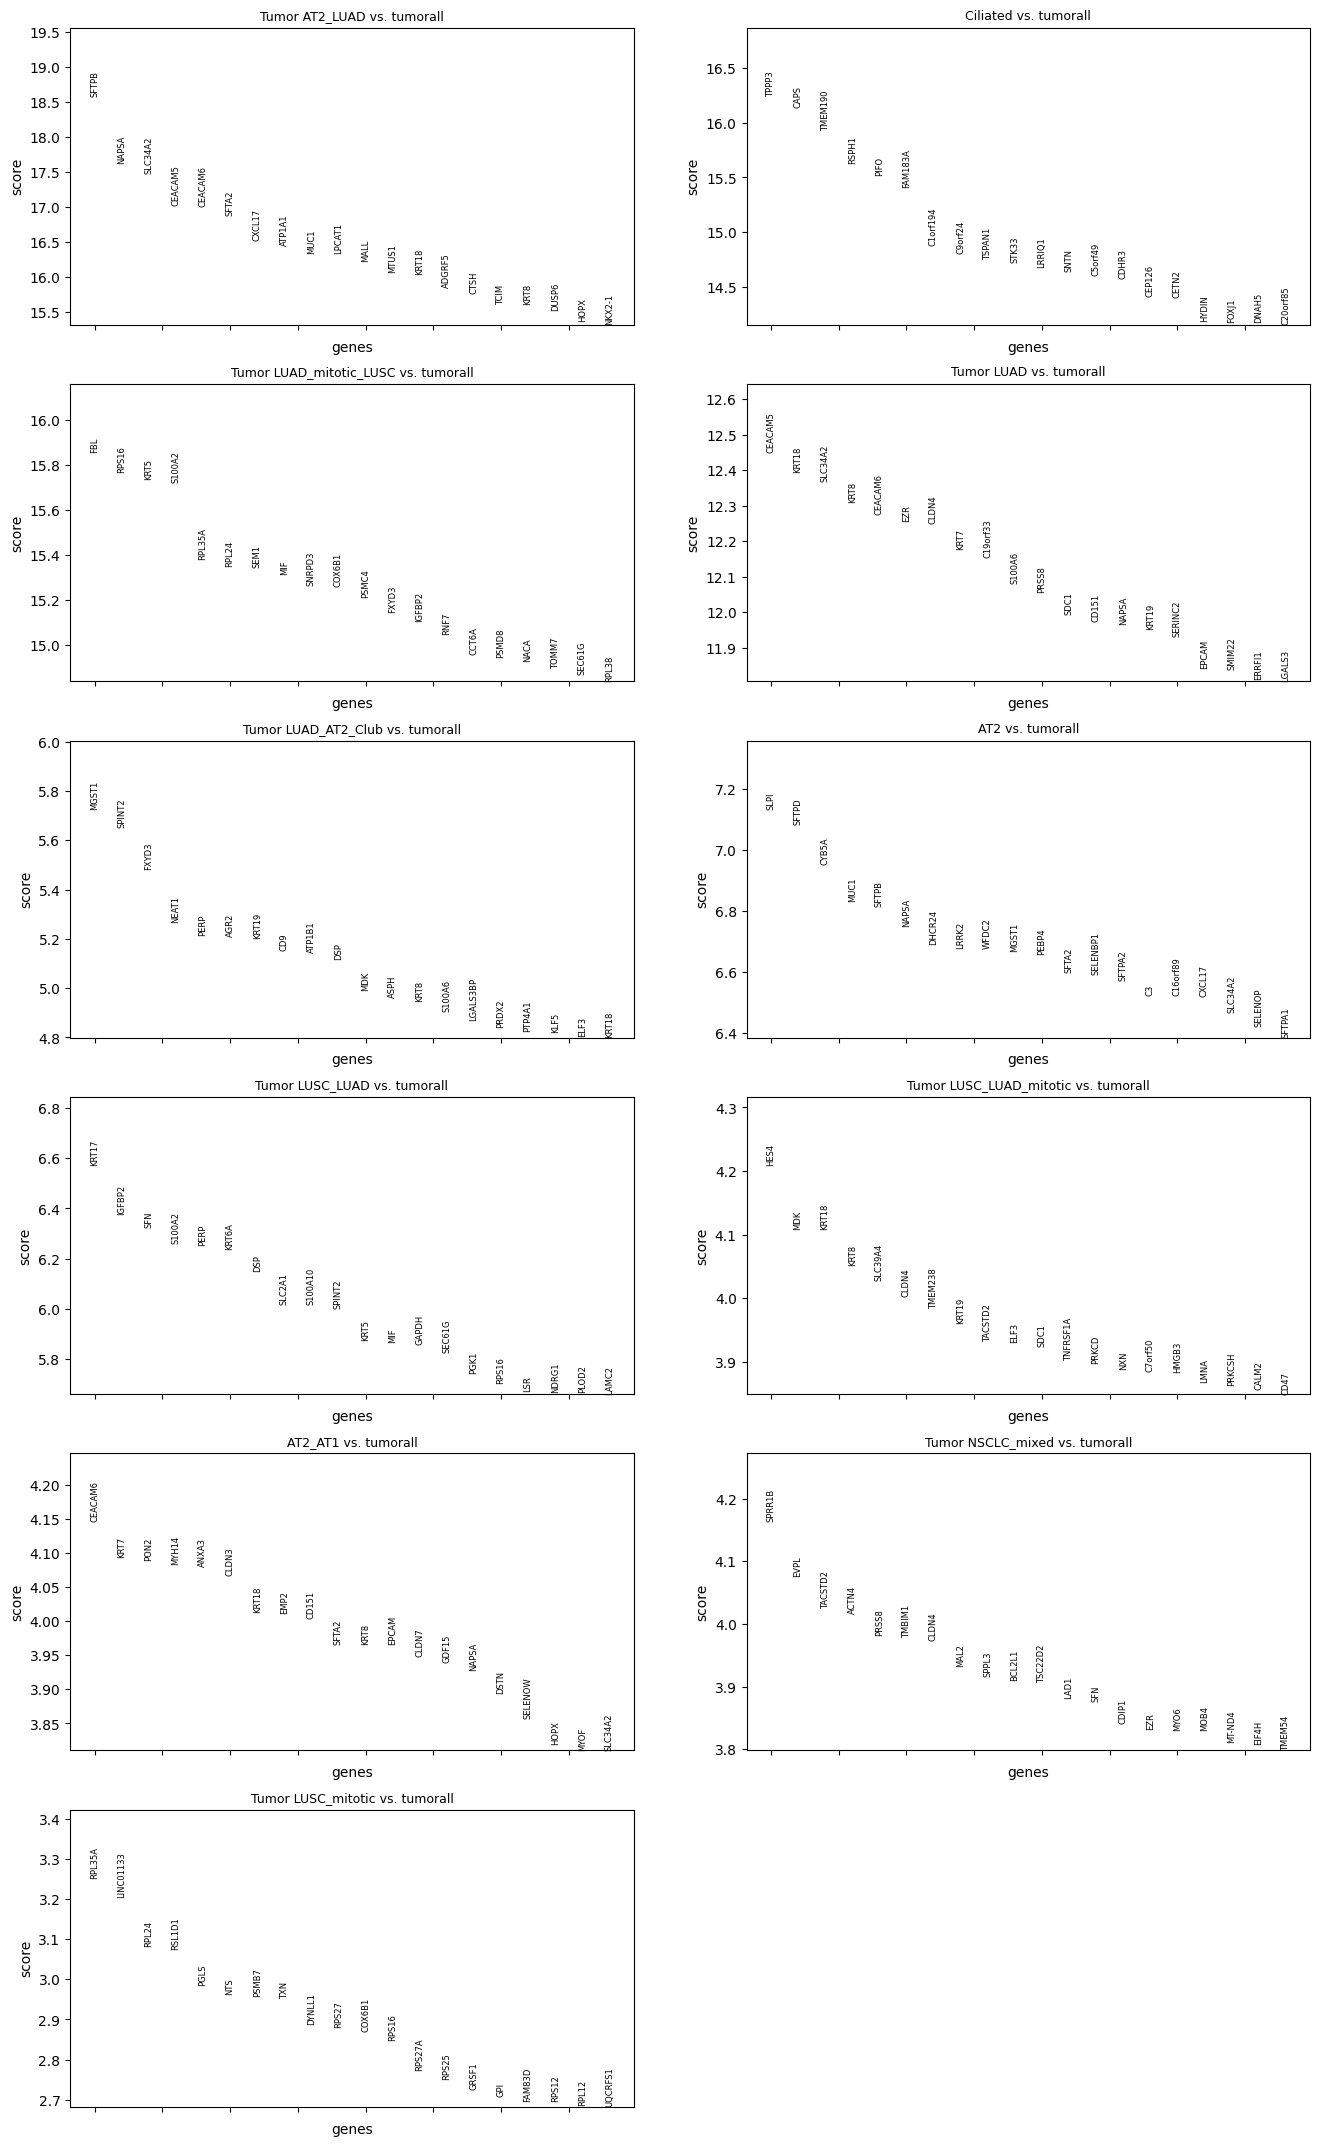 Tumor AT2_LUAD vs. tumorall
score
19.5
19.0
18.5
18.0
17.5
17.0
16.5
16.0
15.5
SFTPB
NAPSA
SLC34A2
CEACAM5
CEACAM6
SFTA2
CXCL17
ATP1A1
MUC1
LPCAT1
MALL
MTUS1
KRT18
ADGRF5
CTSH
TCIM
KRT8
DUSP6
HOPX
NKX2-1
genes
Ciliated vs. tumorall
score
16.5
16.0
15.5
15.0
14.5
TPPP3
CAPS
TMEM190
RSPH1
PIFO
FAM183A
C1orf194
C9orf24
TSPAN1
STK33
LRRIQ1
SNTN
C5orf49
CDHR3
CEP126
CETN2
HYDIN
FOXJ1
DNAH5
C20orf85
genes
Tumor LUAD_mitotic_LUSC vs. tumorall
score
16.0
15.8
15.6
15.4
15.2
15.0
FBL
RPS16
KRT5
S100A2
RPL35A
RPL24
SEM1
MIF
SNRPD3
COX6B1
PSMC4
FXYD3
IGFBP2
RNF7
CCT6A
PSMD8
NACA
TOMM7
SEC61G
RPL38
genes
Tumor LUAD vs. tumorall
score
12.6
12.5
12.4
12.3
12.2
12.1
12.0
11.9
CEACAM5
KRT18
SLC34A2
KRT8
CEACAM6
EZR
CLDN4
KRT7
C19orf33
S100A6
PRSS8
SDC1
CD151
NAPSA
KRT19
SERINC2
EPCAM
SMIM22
ERRFI1
LGALS3
genes
Tumor LUAD_AT2_Club vs. tumorall
score
6.0
5.8
5.6
5.4
5.2
5.0
4.8
MGST1
SPINT2
FXYD3
NEAT1
PERP
AGR2
KRT19
CD9
ATP1B1
DSP
MDK
ASPH
KRT8
S100A6
LGALS3BP
PRDX2
PTP4A1
KLF5
ELF3
KRT18
genes
AT2 vs. tumorall
score
7.2
7.0
6.8
6.6
6.4
SLPI
SFTPD
CYB5A
MUC1
SFTPB
NAPSA
DHCR24
LRRK2
WFDC2
MGST1
PEBP4
SFTA2
SELENBP1
SFTPA2
C3
C16orf89
CXCL17
SLC34A2
SELENOP
SFTPA1
genes
Tumor LUSC_LUAD vs. tumorall
score
6.8
6.6
6.4
6.2
6.0
5.8
KRT17
IGFBP2
SFN
S100A2
PERP
KRT6A
DSP
SLC2A1
S100A10
SPINT2
KRT5
MIF
GAPDH
SEC61G
PGK1
RPS16
LSR
NDRG1
PLOD2
LAMC2
genes
Tumor LUSC_LUAD_mitotic vs. tumorall
score
4.3
4.2
4.1
4.0
3.9
HES4
MDK
KRT18
KRT8
SLC39A4
CLDN4
TMEM238
KRT19
TACSTD2
ELF3
SDC1
TNFRSF1A
PRKCD
NXN
C7orf50
HMGB3
LMNA
PRKCSH
CALM2
CD47
genes
AT2_AT1 vs. tumorall
score
4.20
4.15
4.10
4.05
4.00
3.95
3.90
3.85
CEACAM6
KRT7
PON2
MYH14
ANXA3
CLDN3
KRT18
EMP2
CD151
SFTA2
KRT8
EPCAM
CLDN7
GDF15
NAPSA
DSTN
SELENOW
HOPX
MYOF
SLC34A2
genes
Tumor NSCLC_mixed vs. tumorall
score
4.2
4.1
4.0
3.9
3.8
SPRR1B
EVPL
TACSTD2
ACTN4
PRSS8
TMBIM1
CLDN4
MAL2
SPPL3
BCL2L1
TSC22D2
LAD1
SFN
CDIP1
EZR
MYO6
MOB4
MT-ND4
EIF4H
TMEM54
genes
Tumor LUSC_mitotic vs. tumorall
score
3.4
3.3
3.2
3.1
3.0
2.9
2.8
2.7
RPL35A
LINC01133
RPL24
RSL1D1
PGLS
NTS
PSMB7
TXN
DYNLL1
RPS27
COX6B1
RPS16
RPS27A
RPS25
GRSF1
GPI
FAM83D
RPS12
RPL12
UQCRFS1
genes